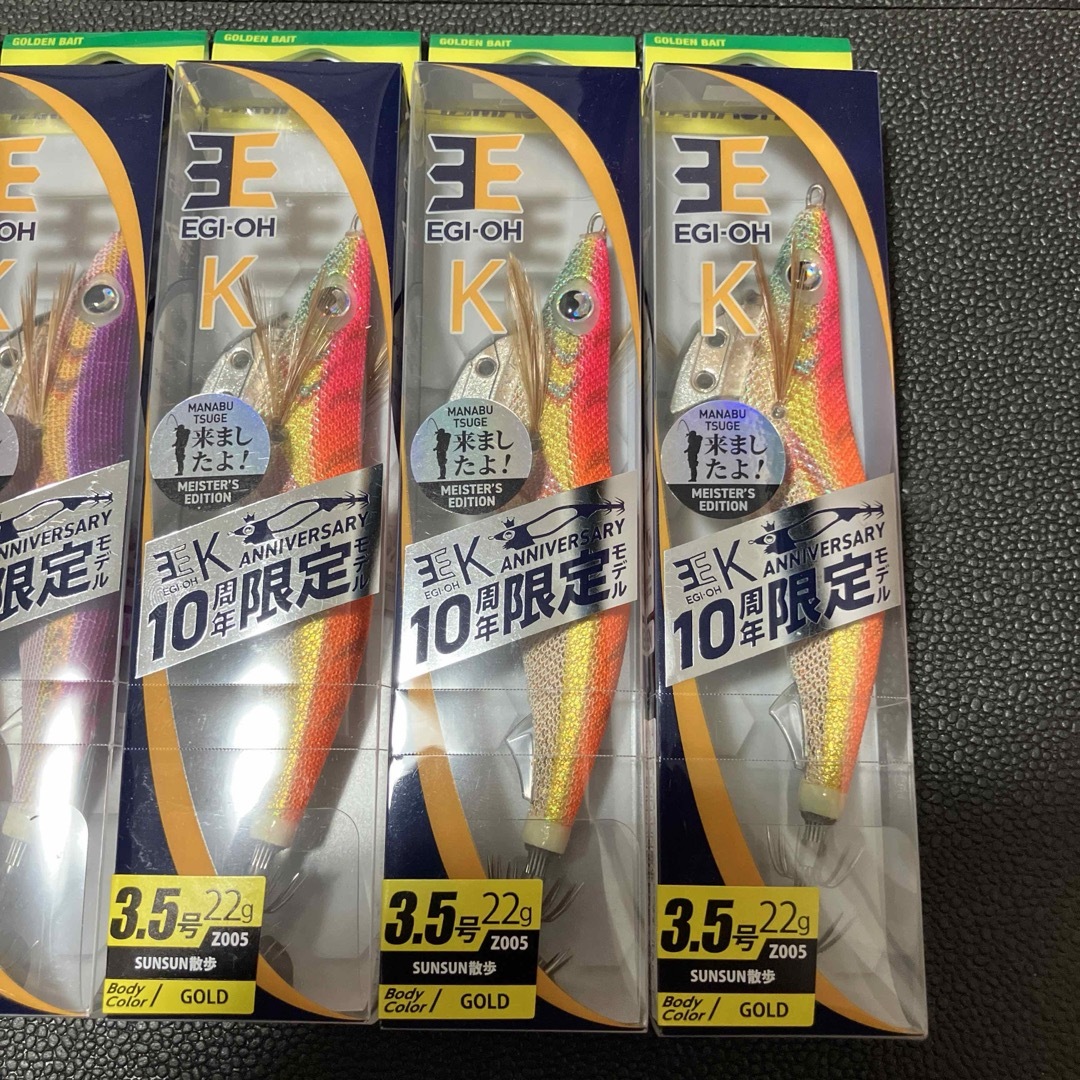 GOLDEN BAIT
OH
K
NNIVERSARY
限定
モデル
GOLDEN BAIT
EGI-OH
K
MANABU
TSUGE
来まし
たよ!
MEISTER'S
EDITION
EGI-OH K ANNIVERSARY
10周年限定モデル
3.5号 22g
Z005
SUNSUN散歩
Body Color / GOLD
GOLDEN BAIT
EGI-OH
K
MANABU
TSUGE
来まし
たよ!
MEISTER'S
EDITION
EGI-OH K ANNIVERSARY
10周年限定モデル
3.5号 22g
Z005
SUNSUN散歩
Body Color / GOLD
GOLDEN BAIT
EGI-OH
K
MANABU
TSUGE
来まし
たよ!
MEISTER'S
EDITION
EGI-OH K ANNIVERSARY
10周年限定モデル
3.5号 22g
Z005
SUNSUN散歩
Body Color / GOLD